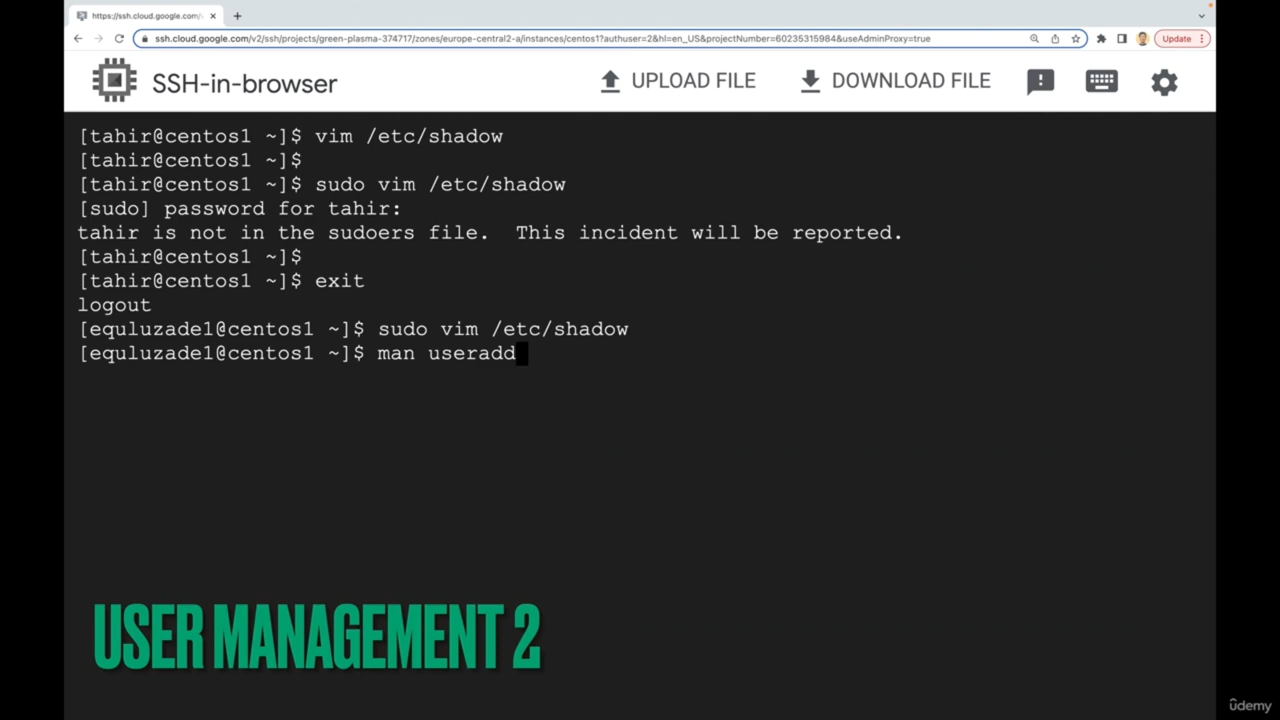 https://ssh.cloud.google.com/v
ssh.cloud.google.com/v2/ssh/projects/green-plasma-374717/zones/europe-central2-a/instances/centos1?authuser=2&hl=en_US&projectNumber=60235315984&useAdminProxy=true
Update
SSH-in-browser
UPLOAD FILE
DOWNLOAD FILE
[tahir@centos1 ~]$ vim /etc/shadow
[tahir@centos1 ~]$
[tahir@centos1 ~]$ sudo vim /etc/shadow
[sudo] password for tahir:
tahir is not in the sudoers file.  This incident will be reported.
[tahir@centos1 ~]$
[tahir@centos1 ~]$ exit
logout
[equluzade1@centos1 ~]$ sudo vim /etc/shadow
[equluzade1@centos1 ~]$ man useradd
USER MANAGEMENT 2
ûdemy